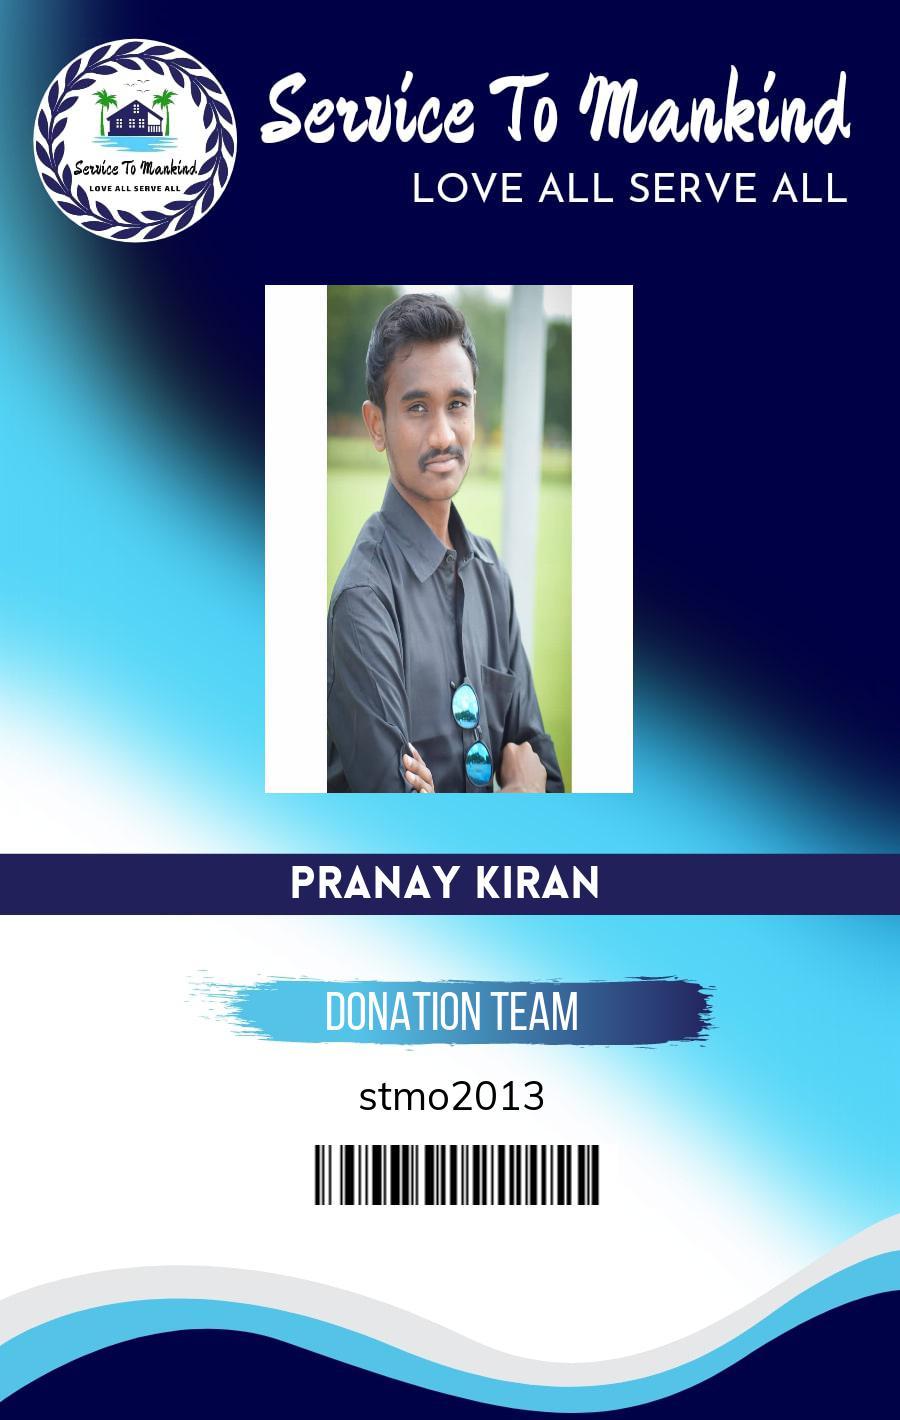 Service To Mankind
LOVE ALL SERVE ALL
Service To Mankind
LOVE ALL SERVE ALL
PRANAY KIRAN
DONATION TEAM
stmo2013